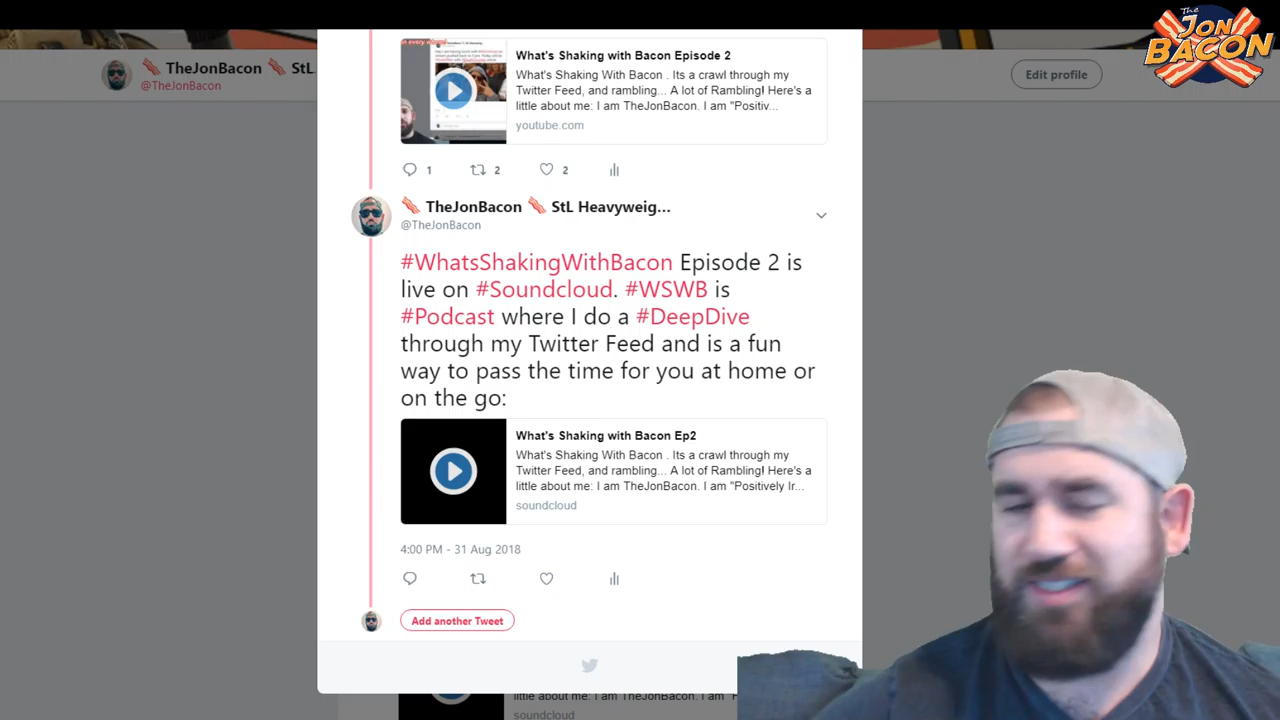 The
JON
BACON
TheJonBacon StL
@TheJonBacon
Edit profile
What's Shaking with Bacon Episode 2
What's Shaking With Bacon . Its a crawl through my
Twitter Feed, and rambling... A lot of Rambling! Here's a
little about me: I am TheJonBacon. I am "Positiv...
youtube.com
1 2 2
TheJonBacon StL Heavyweig...
@TheJonBacon
#WhatsShakingWithBacon Episode 2 is
live on #Soundcloud. #WSWB is
#Podcast where I do a #DeepDive
through my Twitter Feed and is a fun
way to pass the time for you at home or
on the go:
What's Shaking with Bacon Ep2
What's Shaking With Bacon . Its a crawl through my
Twitter Feed, and rambling... A lot of Rambling! Here's a
little about me: I am TheJonBacon. I am "Positively Ir...
soundcloud
4:00 PM - 31 Aug 2018
Add another Tweet
little about me: I am TheJonBacon. I am
soundcloud